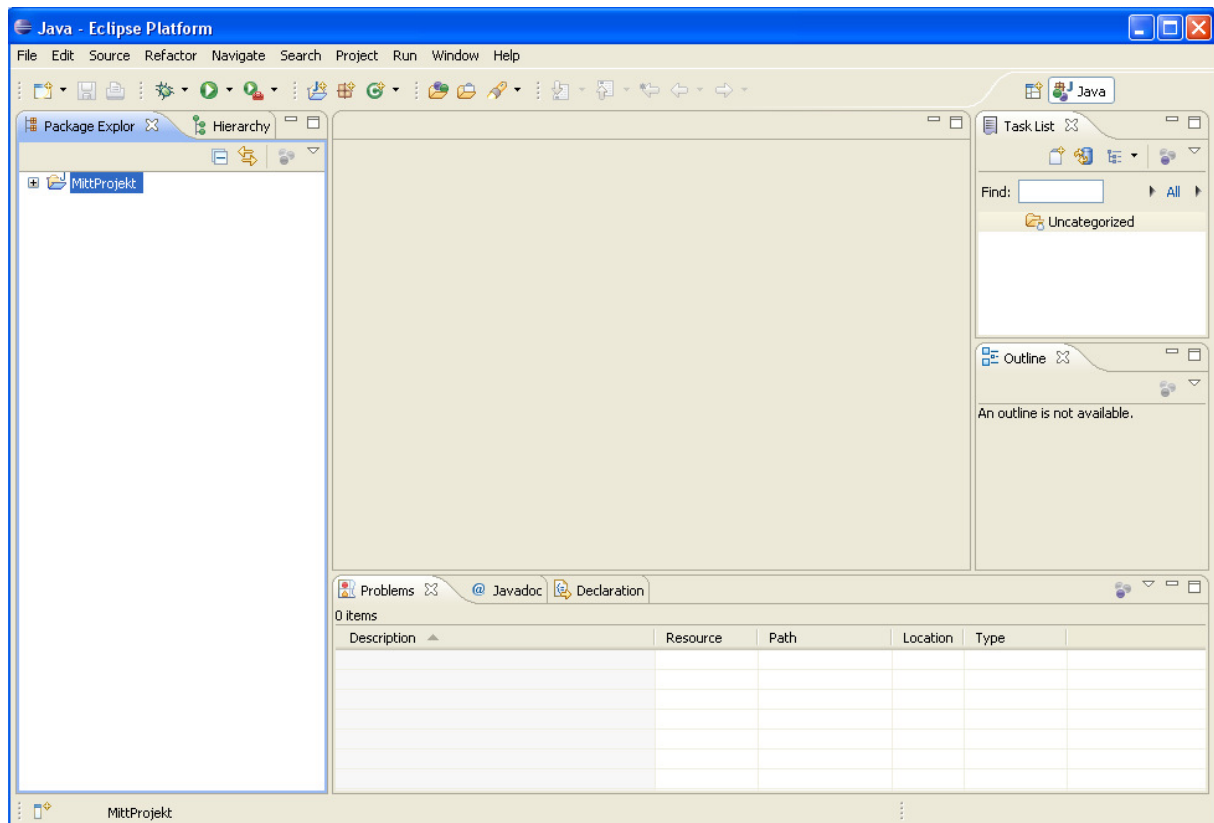 Java - Eclipse Platform
File Edit Source Refactor Navigate Search Project Run Window Help
Java
Package Explor Hierarchy
MittProjekt
Task List
Find: All
Uncategorized
Outline
An outline is not available.
Problems @ Javadoc Declaration
0 items
Description Resource Path Location Type
MittProjekt